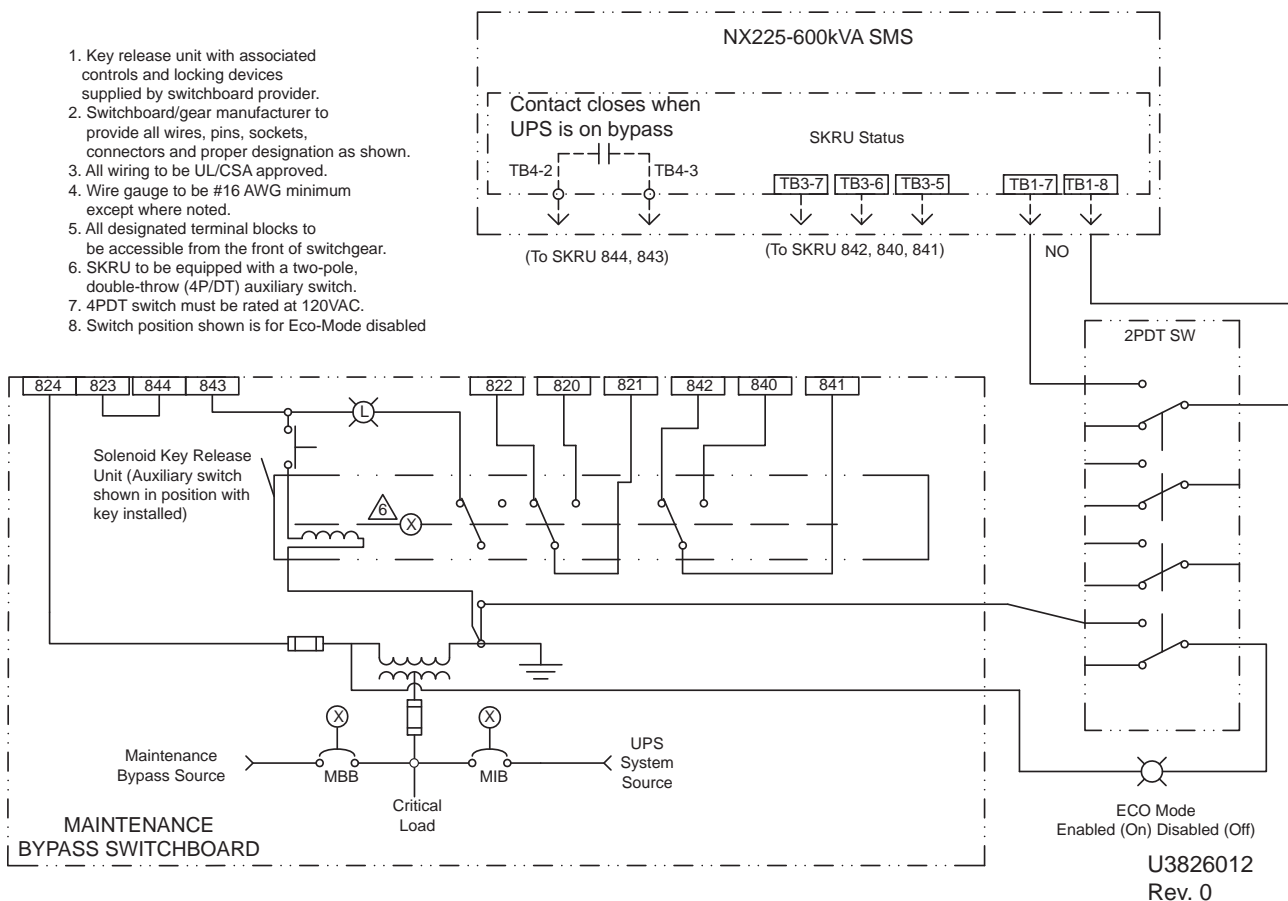 1. Key release unit with associated
controls and locking devices
supplied by switchboard provider.
2. Switchboard/gear manufacturer to
provide all wires, pins, sockets,
connectors and proper designation as shown.
3. All wiring to be UL/CSA approved.
4. Wire gauge to be #16 AWG minimum
except where noted.
5. All designated terminal blocks to
be accessible from the front of switchgear.
6. SKRU to be equipped with a two-pole,
double-throw (4P/DT) auxiliary switch.
7. 4PDT switch must be rated at 120VAC.
8. Switch position shown is for Eco-Mode disabled
NX225-600kVA SMS
Contact closes when
UPS is on bypass
SKRU Status
TB4-2
TB4-3
TB3-7
TB3-6
TB3-5
TB1-7
TB1-8
(To SKRU 844, 843)
(To SKRU 842, 840, 841)
NO
2PDT SW
824
823
844
843
822
820
821
842
840
841
L
Solenoid Key Release
Unit (Auxiliary switch
shown in position with
key installed)
6
X
X
X
Maintenance
Bypass Source
MBB
MIB
UPS
System
Source
Critical
Load
MAINTENANCE
BYPASS SWITCHBOARD
ECO Mode
Enabled (On) Disabled (Off)
U3826012
Rev. 0